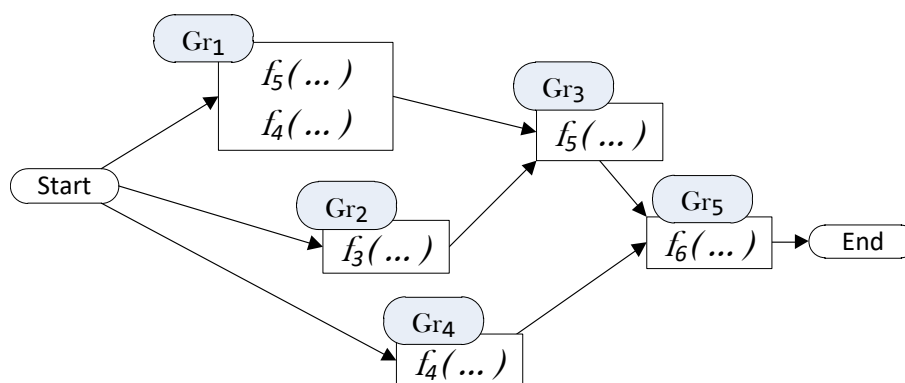 Gr1
f5(...)
f4(...)
Gr3
f5(...)
Start
Gr2
f3(...)
Gr5
f6(...)
End
Gr4
f4(...)